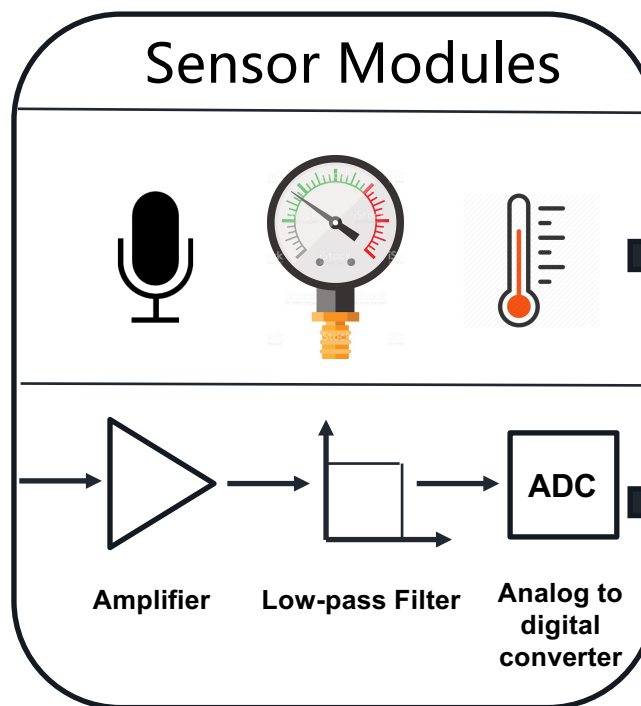 Sensor Modules
ADC
Amplifier
Low-pass Filter
Analog to
digital
converter